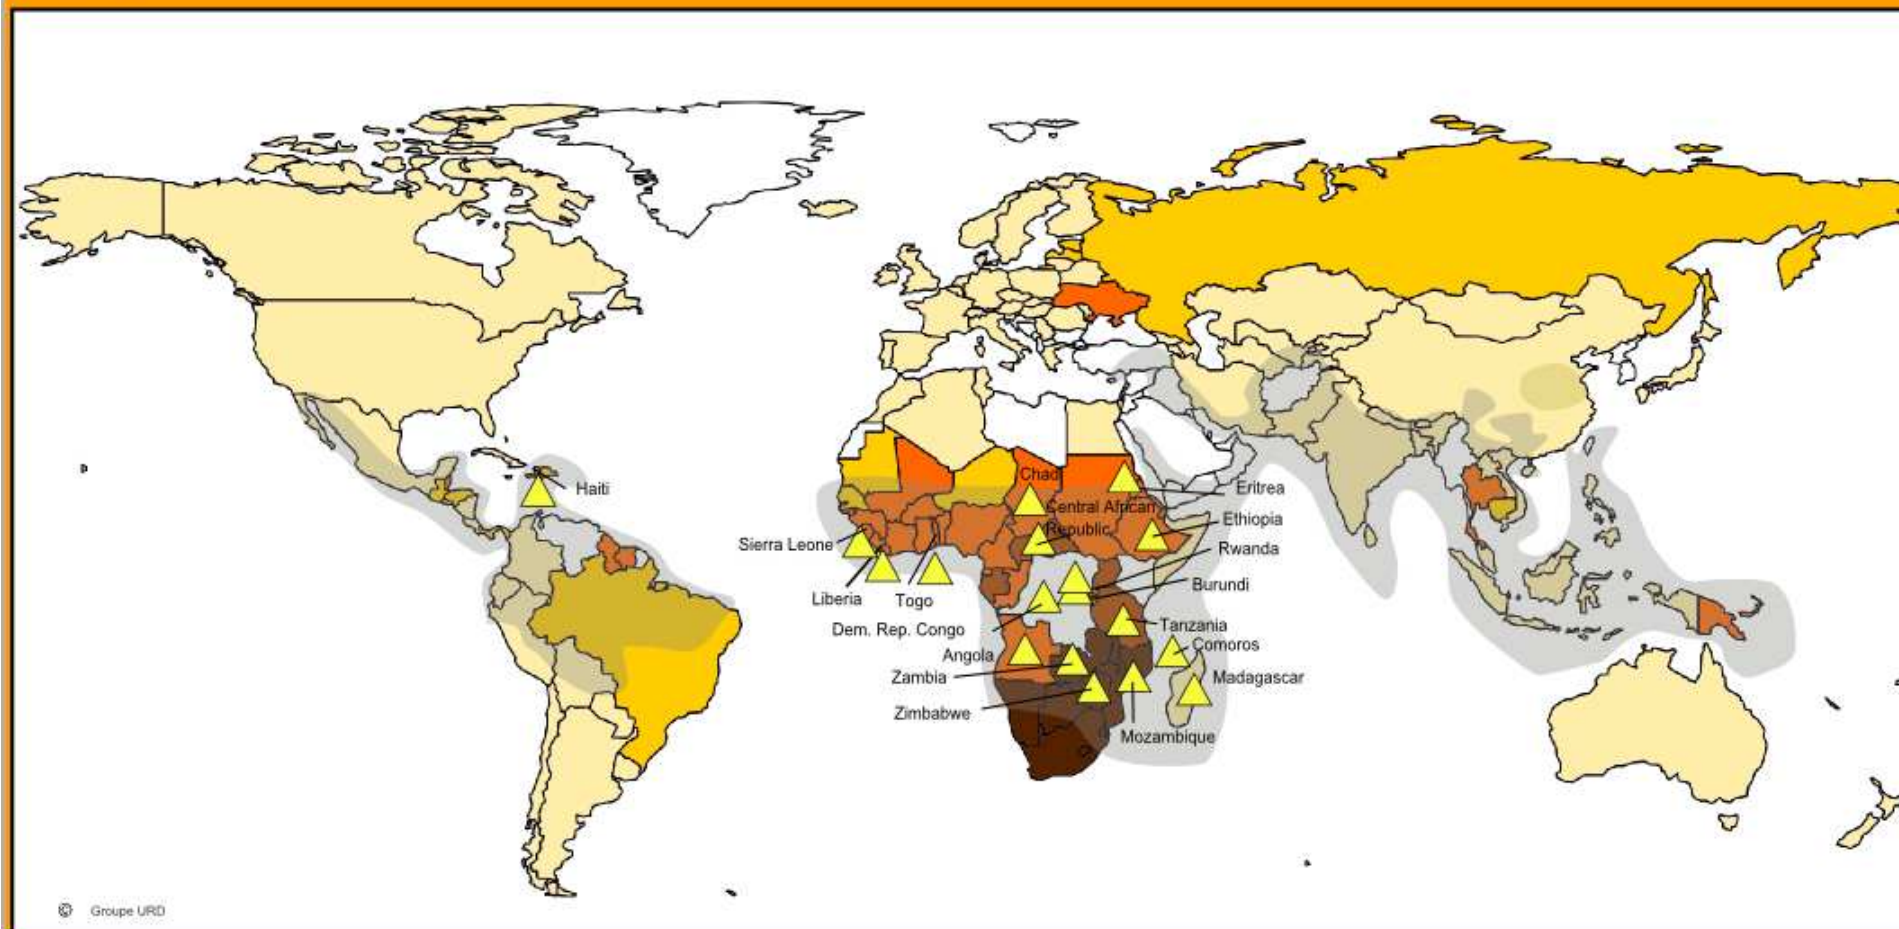 Haiti
Chad
Eritrea
Central African
Republic
Ethiopia
Sierra Leone
Rwanda
Burundi
Liberia
Togo
Dem. Rep. Congo
Tanzania
Comoros
Angola
Zambia
Madagascar
Zimbabwe
Mozambique
© Groupe URD